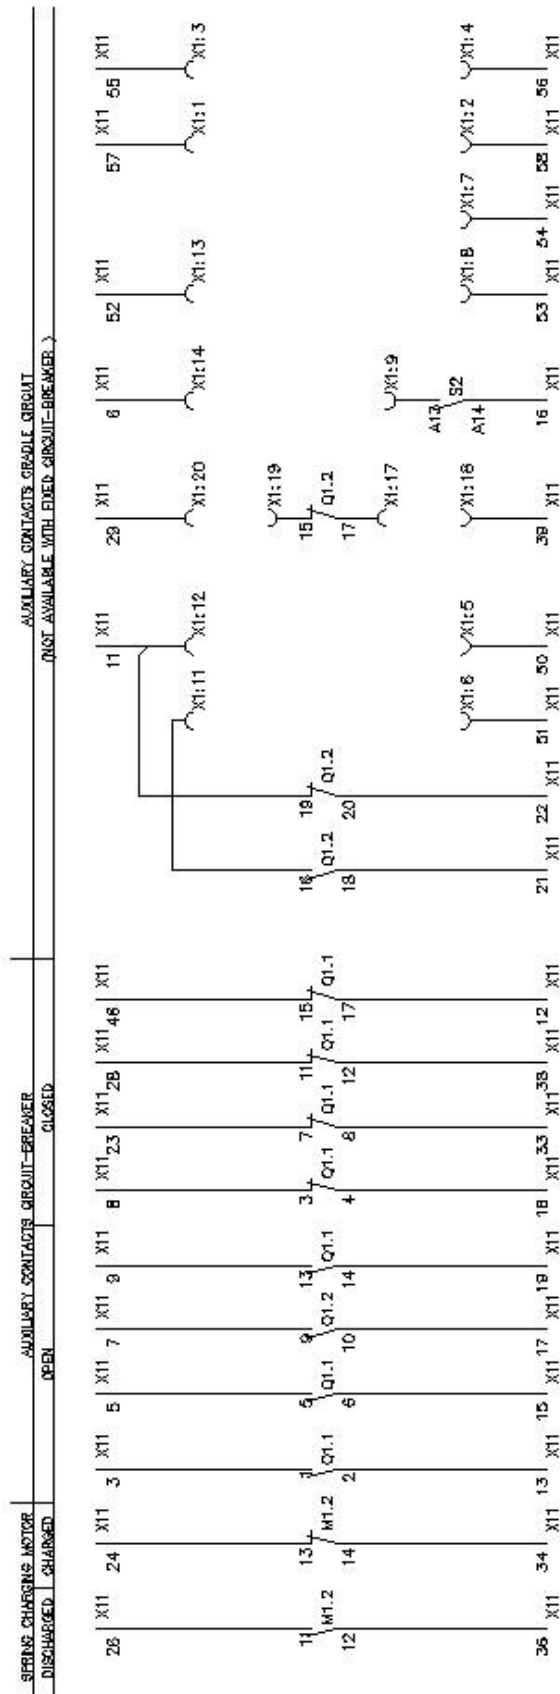 SPRING CHARGING MOTOR
AUXILIARY CONTACTS CIRCUIT-BREAKER
AUXILIARY CONTACTS CRADLE CIRCUIT
DISCHARGED CHARGED
OPEN
CLOSED
(NOT AVAILABLE WITH FIXED CIRCUIT-BREAKER )
X11 X11 X11 X11 X11 X11 X11 X11 X11 X11 X11 X11 X11 X11 X11 X11
24 3 5 7 9 8 23 28 46 11 29 6 52 57 55
X1:11 X1:12 X1:20 X1:14 X1:13 X1:1 X1:3
11 13 1 5 9 13 3 7 11 15 16 19 15
X1:19
M1.2 M1.2 Q1.1 Q1.1 Q1.2 Q1.1 Q1.1 Q1.1 Q1.1 Q1.1 Q1.2 Q1.2 Q1.2
12 14 2 6 10 14 4 8 12 17 18 20 17
X1:17 X1:9
A13 S2
A14
X1:6 X1:5 X1:18 X1:8 X1:7 X1:2 X1:4
34 13 15 17 19 18 33 38 12 21 22 51 50 39 16 53 54 58 56
X11 X11 X11 X11 X11 X11 X11 X11 X11 X11 X11 X11 X11 X11 X11 X11 X11 X11 X11 X11